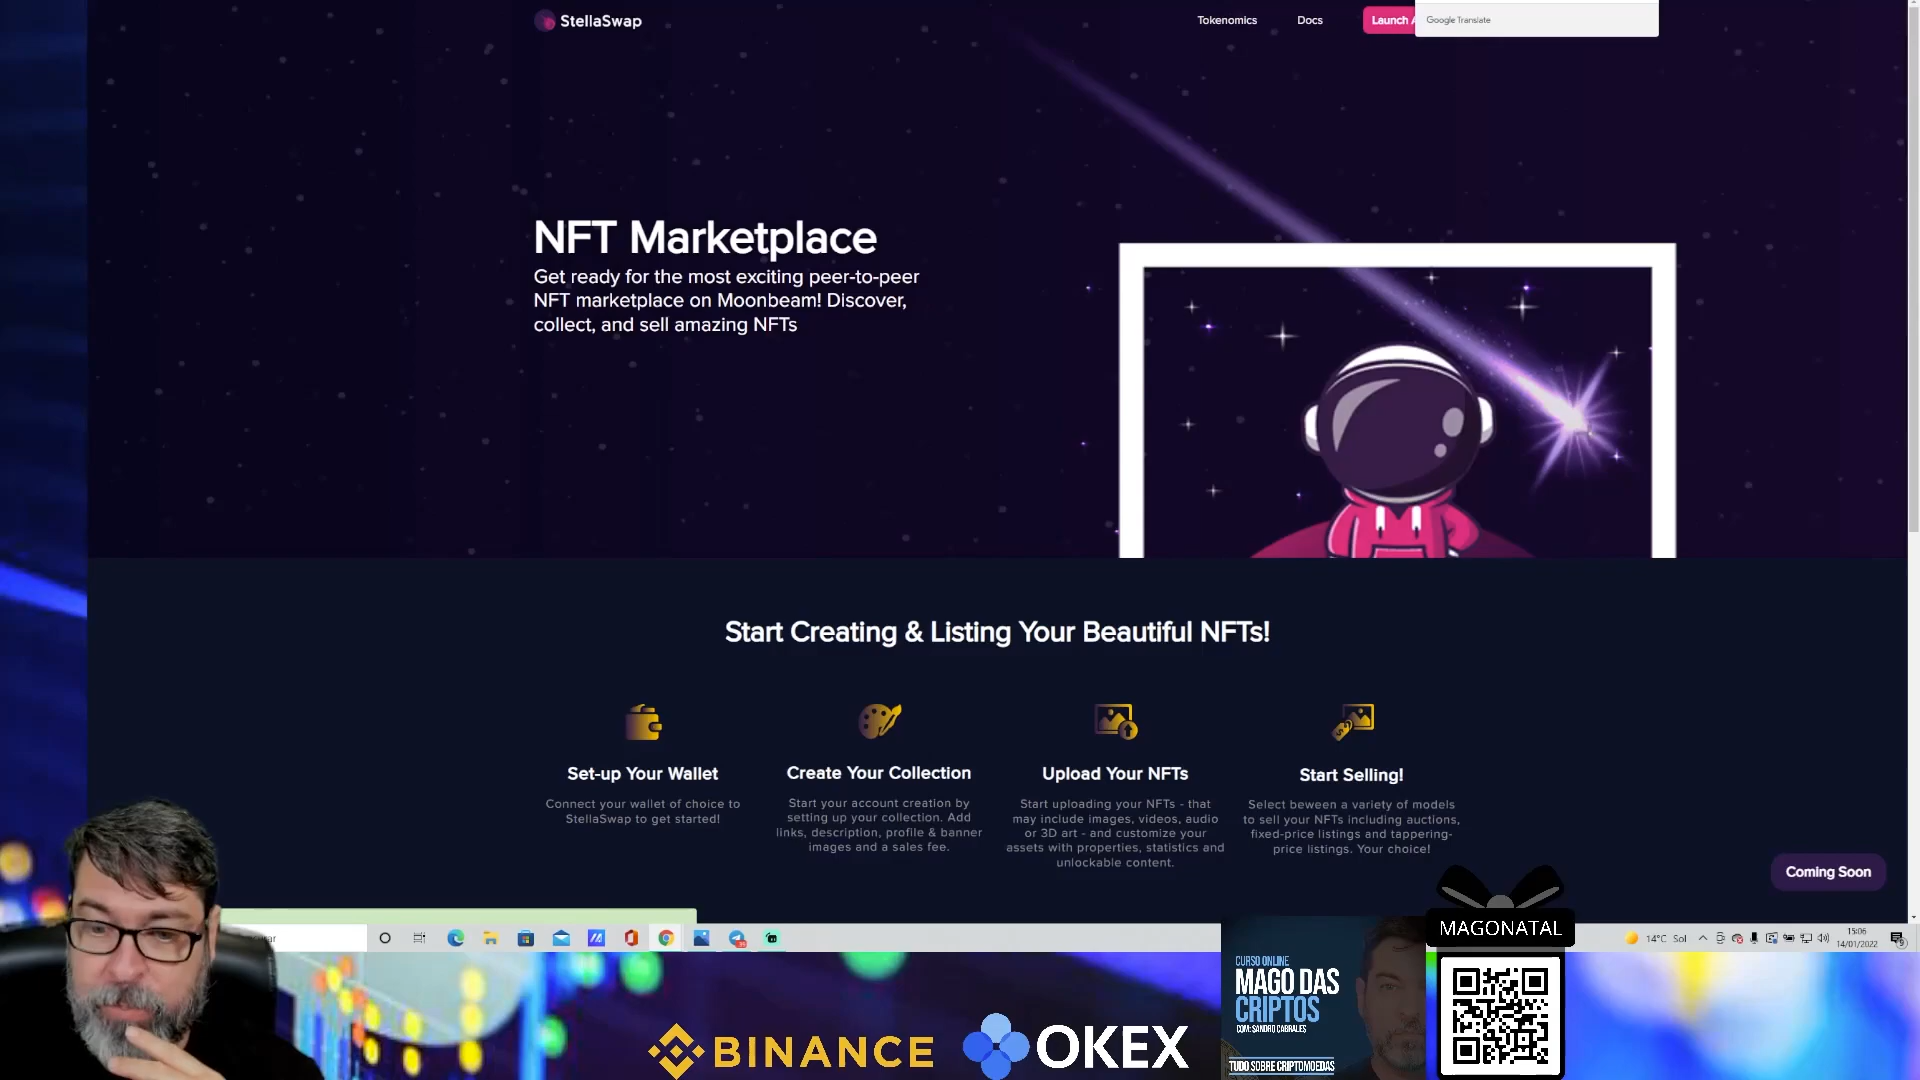 StellaSwap
Tokenomics
Docs
Launch A
Google Translate
NFT Marketplace
Get ready for the most exciting peer-to-peer
NFT marketplace on Moonbeam! Discover,
collect, and sell amazing NFTs
Start Creating & Listing Your Beautiful NFTs!
Set-up Your Wallet
Connect your wallet of choice to
StellaSwap to get started!
Create Your Collection
Start your account creation by
setting up your collection. Add
links, description, profile & banner
images and a sales fee.
Upload Your NFTs
Start uploading your NFTs - that
may include images, videos, audio
or 3D art - and customize your
assets with properties, statistics and
unlockable content.
Start Selling!
Select beween a variety of models
to sell your NFTs including auctions,
fixed-price listings and tappering-
price listings. Your choice!
Coming Soon
MAGONATAL
14°C Sol
15:06
14/01/2022
CURSO ONLINE
MAGO DAS
CRIPTOS
COM: SANDRO CABRALES
TUDO SOBRE CRIPTOMOEDAS
BINANCE
OKEX